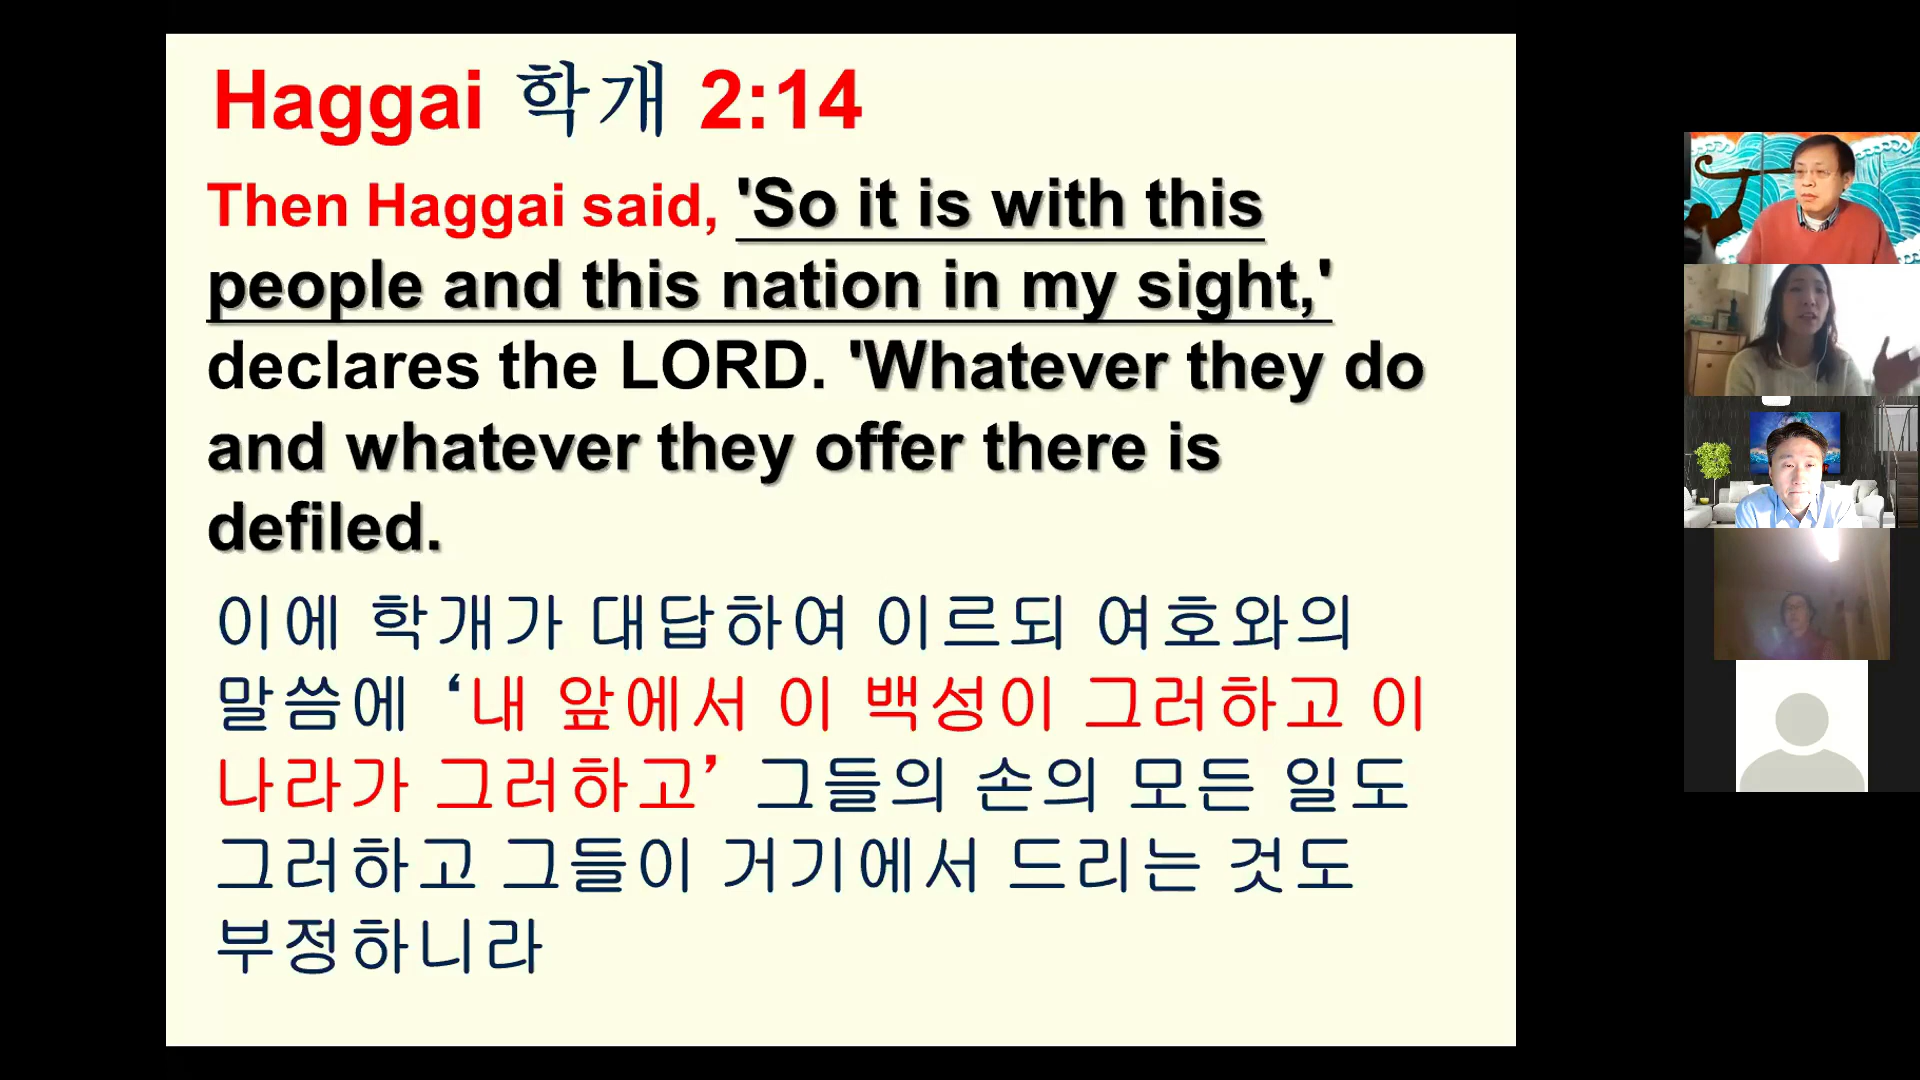 Haggai 학개 2:14
Then Haggai said, 'So it is with this
people and this nation in my sight,'
declares the LORD. 'Whatever they do
and whatever they offer there is
defiled.
이에 학개가 대답하여 이르되 여호와의
말씀에 ‘내 앞에서 이 백성이 그러하고 이
나라가 그러하고’ 그들의 손의 모든 일도
그러하고 그들이 거기에서 드리는 것도
부정하니라